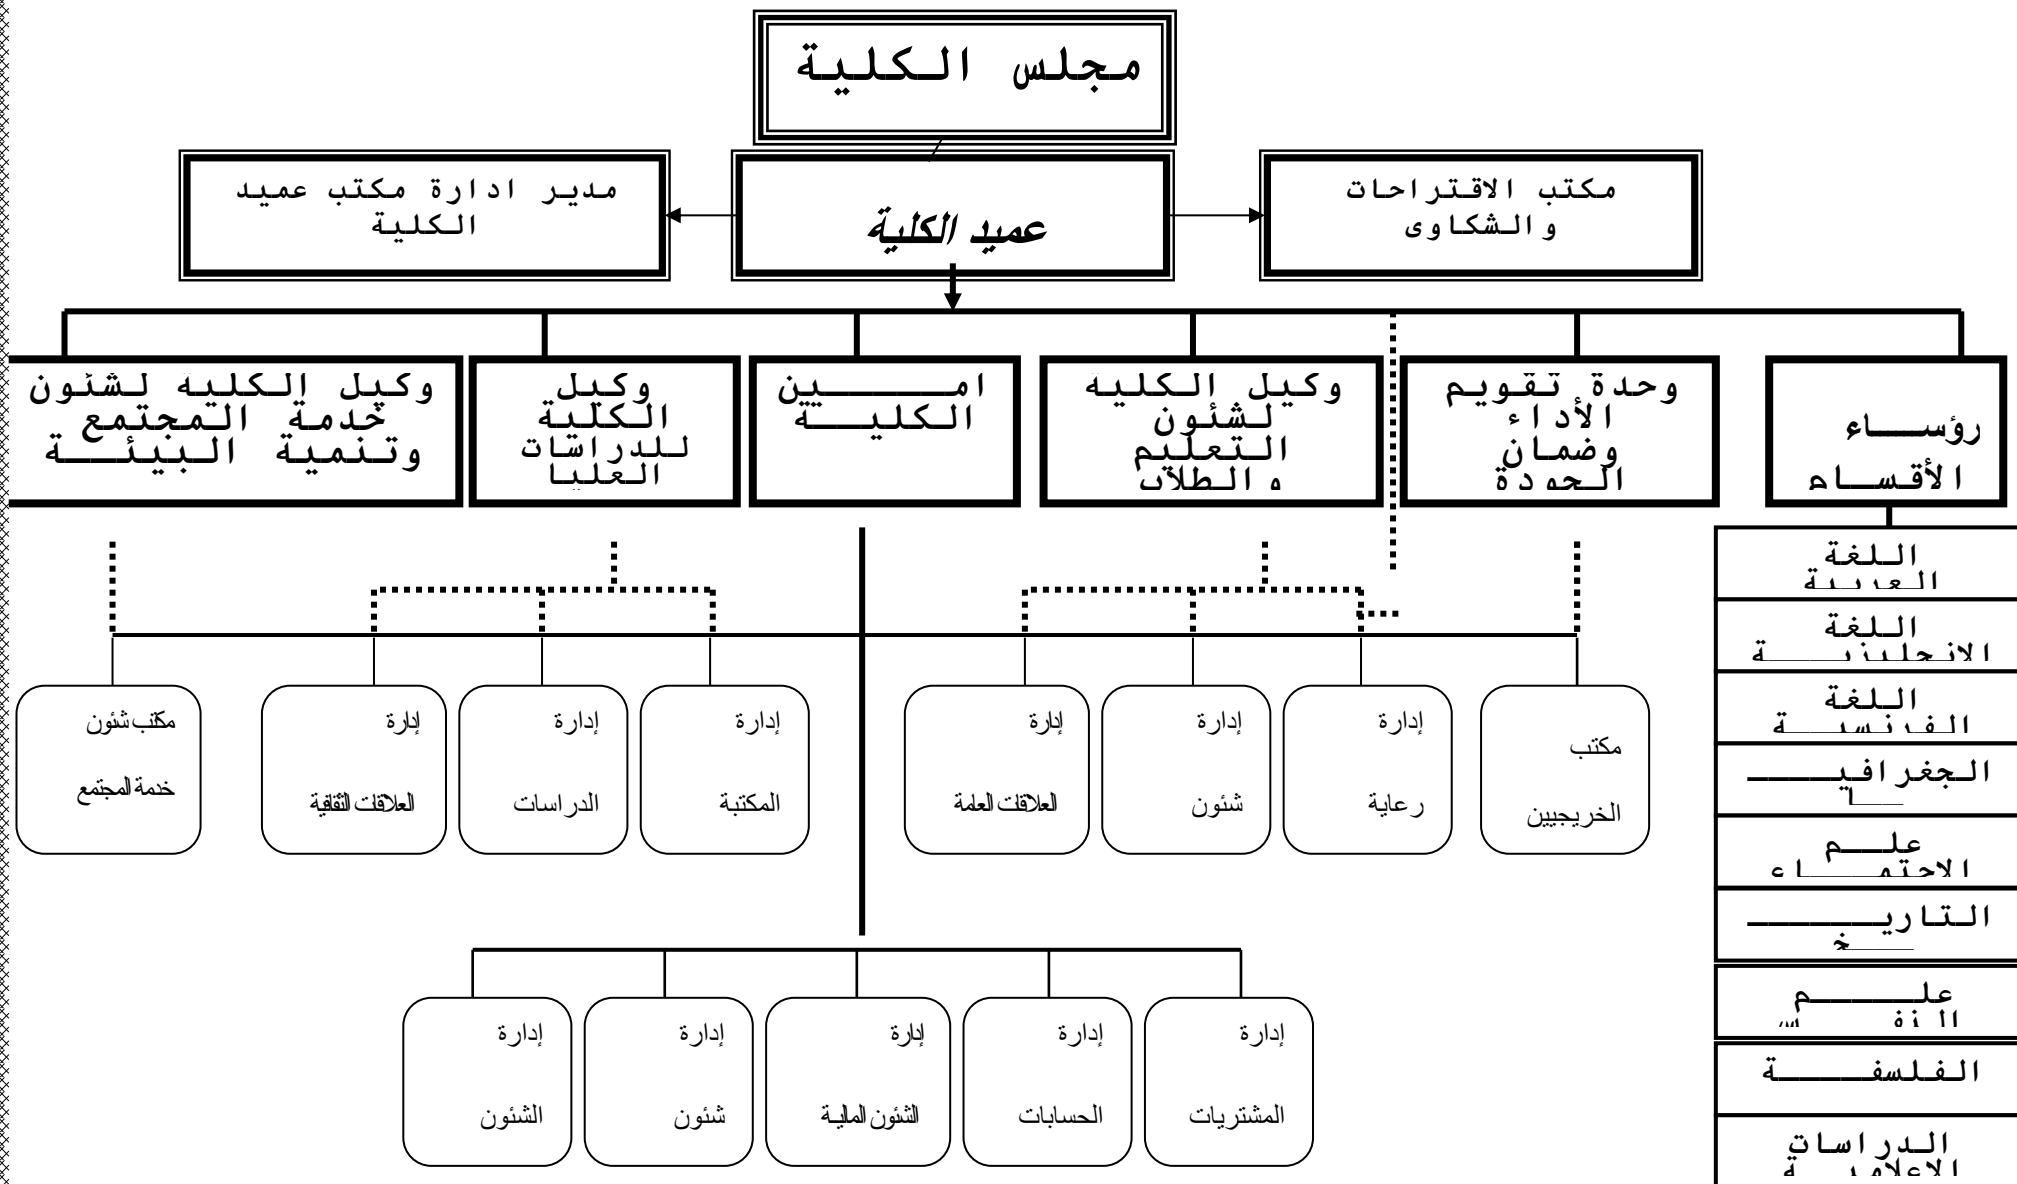 مجلس الكلية
مكتب الاقتراحات
والشكاوى
عميد الكلية
مدير ادارة مكتب عميد
الكلية
رؤساء
الأقسام
وحدة تقويم
الأداء
وضمان
الجودة
وكيل الكلية
لشئون
التعليم
والطلاب
امين
الكلية
وكيل
الكلية
للدراسات
العليا
وكيل الكلية لشئون
خدمة المجتمع
وتنمية البيئة
اللغة
العربية
اللغة
الانجليزية
اللغة
الفرنسية
الجغرافيا
علم
الاجتماع
التاريخ
علم
النفس
الفلسفة
الدراسات
الاعلامية
مكتب
الخريجيين
إدارة
رعاية
إدارة
شئون
إدارة
العلاقات العامة
إدارة
المكتبة
إدارة
الدراسات
إدارة
العلاقات الثقافية
مكتب شئون
خدمة المجتمع
إدارة
المشتريات
إدارة
الحسابات
إدارة
الشئون المالية
إدارة
شئون
إدارة
الشئون